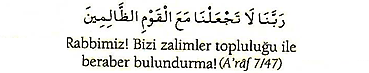 رَبَّنَا لَا تَجْعَلْنَا مَعَ الْقَوْمِ الظَّالِمِينَ
Rabbimiz! Bizi zalimler topluluğu ile
beraber bulundurma! (A'râf 7/47)